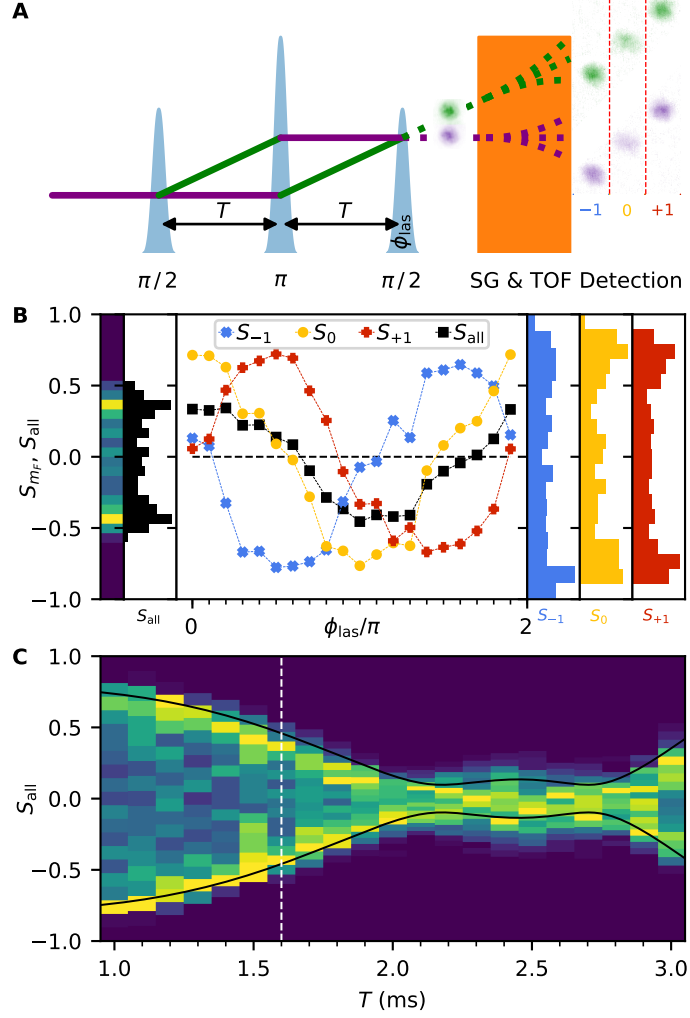 A
T
T
ϕlas
−1
0
+1
π / 2
π
π / 2
SG & TOF Detection
B
1.0
0.5
0.0
−0.5
−1.0
S_mF, S_all
S−1
S0
S+1
Sall
Sall
0
ϕlas/π
2
S−1
S0
S+1
C
1.0
0.5
0.0
−0.5
−1.0
Sall
1.0
1.5
2.0
2.5
3.0
T (ms)